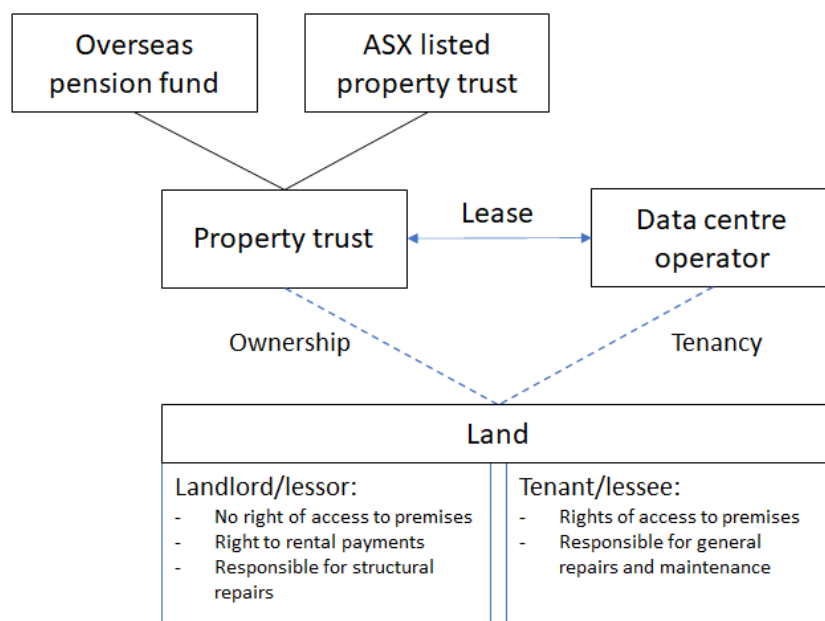 Overseas
pension fund
ASX listed
property trust
Property trust
Lease
Data centre
operator
Ownership
Tenancy
Land
Landlord/lessor:
- No right of access to premises
- Right to rental payments
- Responsible for structural
repairs
Tenant/lessee:
- Rights of access to premises
- Responsible for general
repairs and maintenance